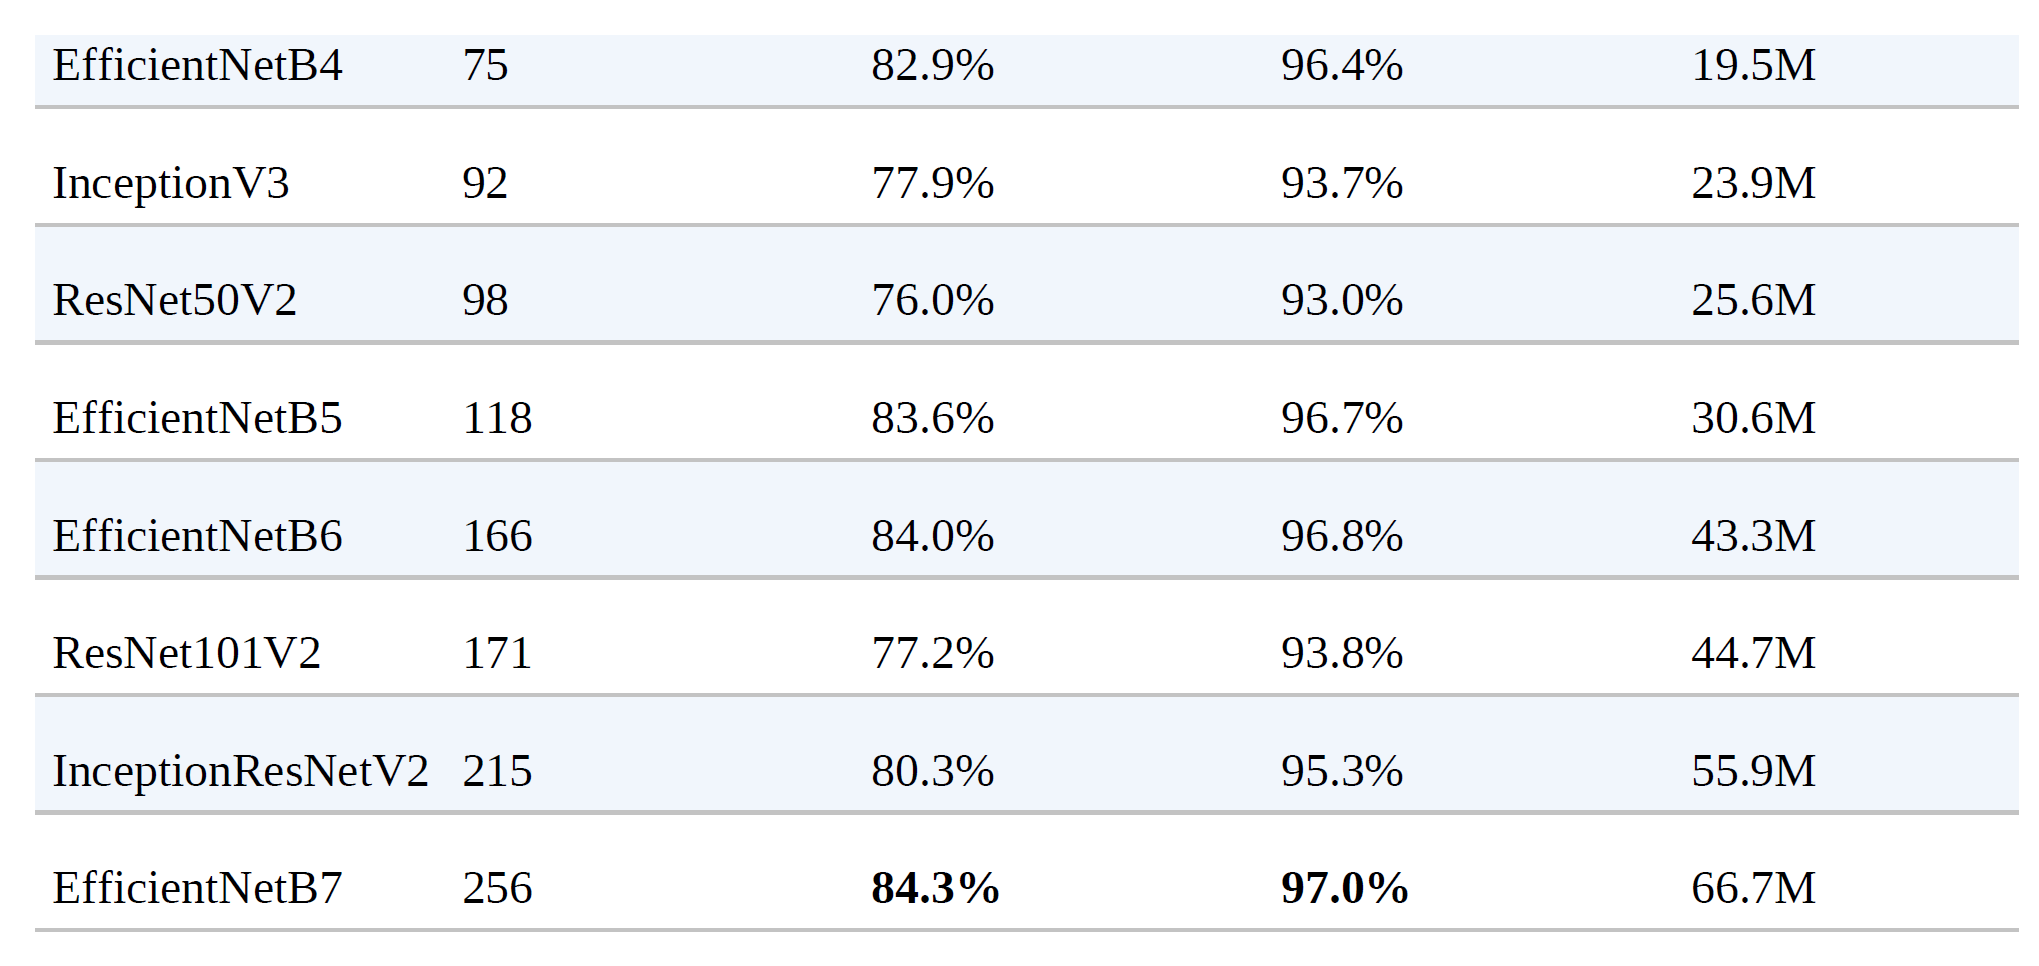 EfficientNetB4 75 82.9% 96.4% 19.5M
InceptionV3 92 77.9% 93.7% 23.9M
ResNet50V2 98 76.0% 93.0% 25.6M
EfficientNetB5 118 83.6% 96.7% 30.6M
EfficientNetB6 166 84.0% 96.8% 43.3M
ResNet101V2 171 77.2% 93.8% 44.7M
InceptionResNetV2 215 80.3% 95.3% 55.9M
EfficientNetB7 256 84.3% 97.0% 66.7M